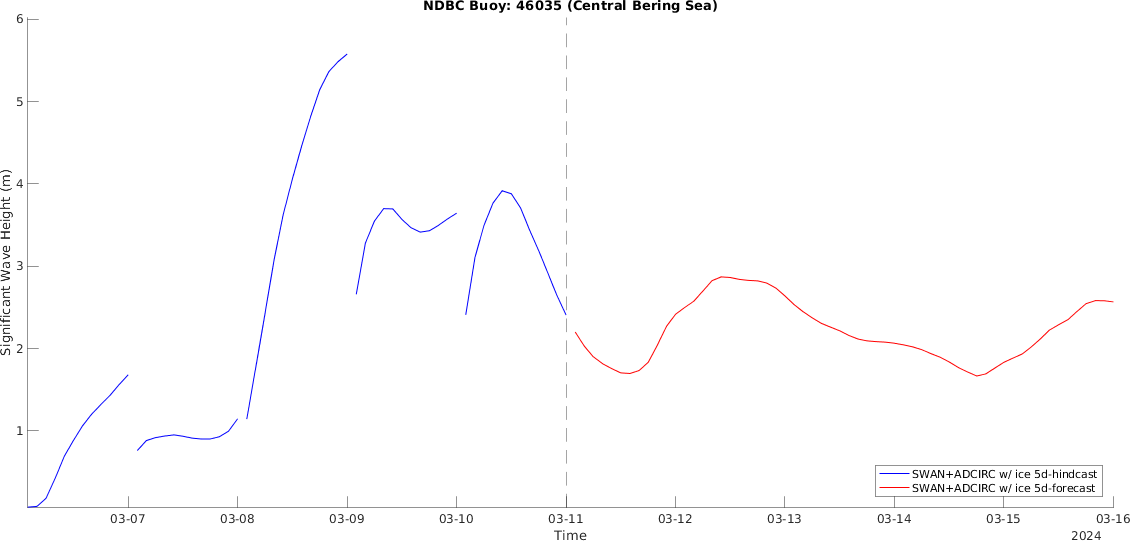 NDBC Buoy: 46035 (Central Bering Sea)
6
5
4
3
2
1
Significant Wave Height (m)
SWAN+ADCIRC w/ ice 5d-hindcast
SWAN+ADCIRC w/ ice 5d-forecast
03-07 03-08 03-09 03-10 03-11 03-12 03-13 03-14 03-15 03-16
Time
2024